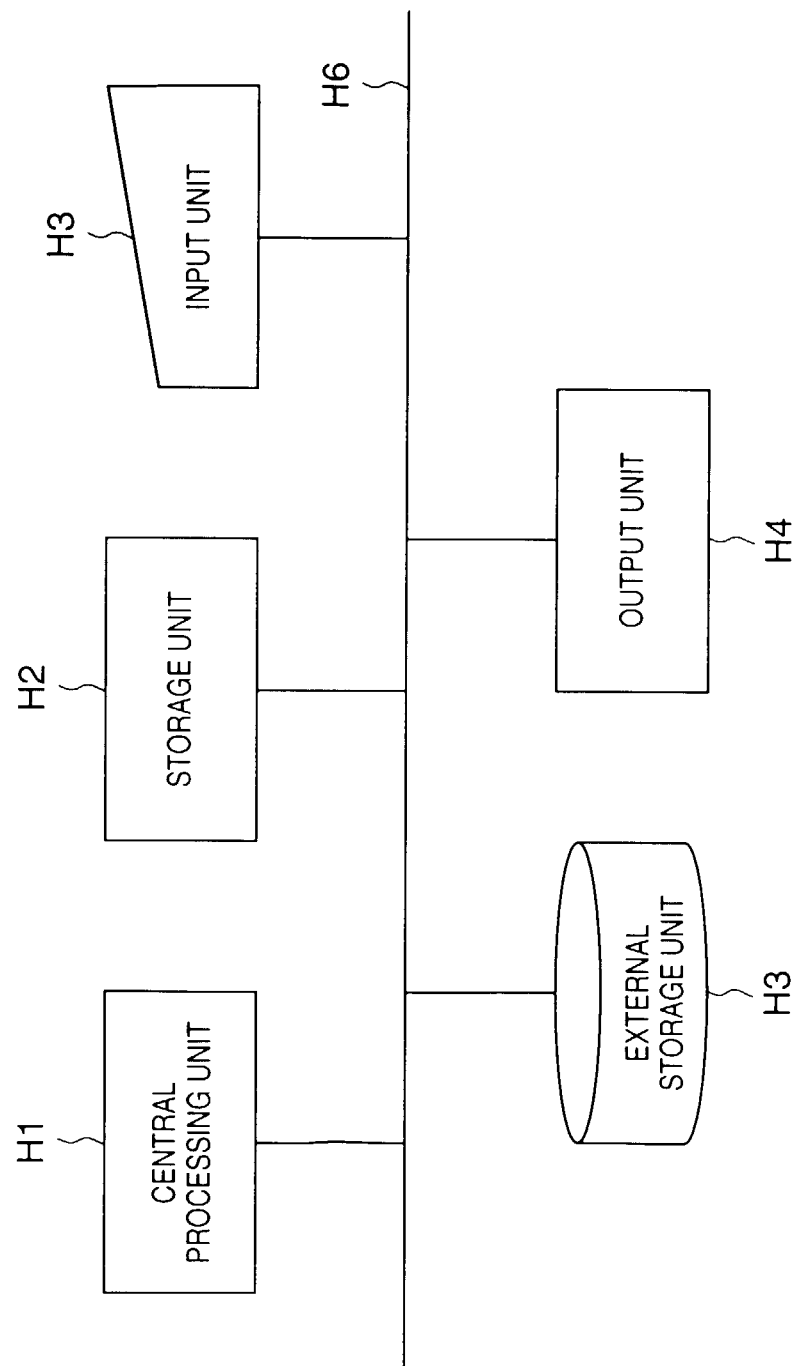 H1
CENTRAL
PROCESSING UNIT
H2
STORAGE UNIT
H3
INPUT UNIT
H6
EXTERNAL
STORAGE UNIT
H3
OUTPUT UNIT
H4